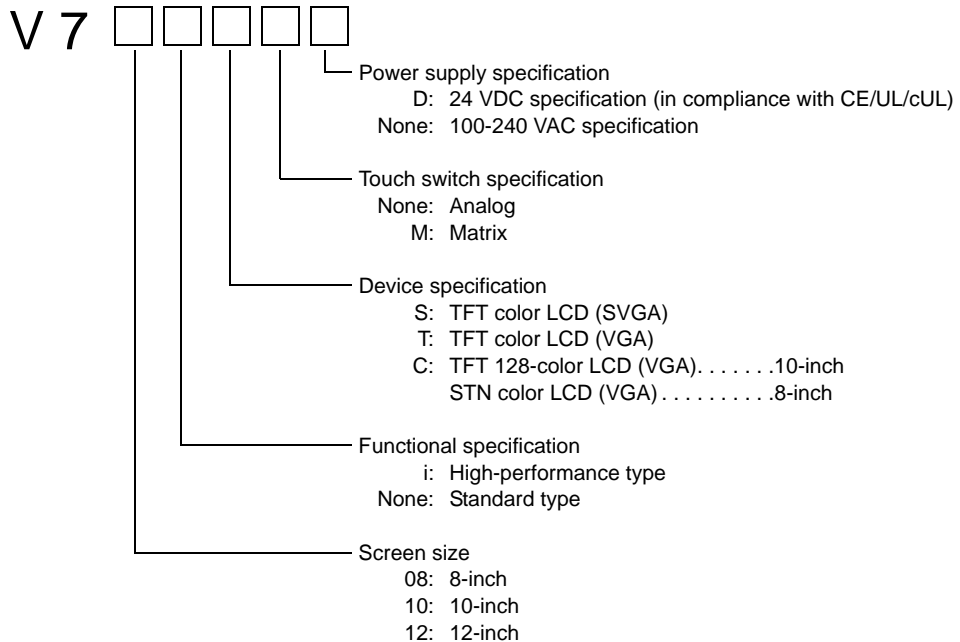 V 7
Power supply specification
D: 24 VDC specification (in compliance with CE/UL/cUL)
None: 100-240 VAC specification
Touch switch specification
None: Analog
M: Matrix
Device specification
S: TFT color LCD (SVGA)
T: TFT color LCD (VGA)
C: TFT 128-color LCD (VGA). . . . . . .10-inch
STN color LCD (VGA) . . . . . . . . . .8-inch
Functional specification
i: High-performance type
None: Standard type
Screen size
08: 8-inch
10: 10-inch
12: 12-inch